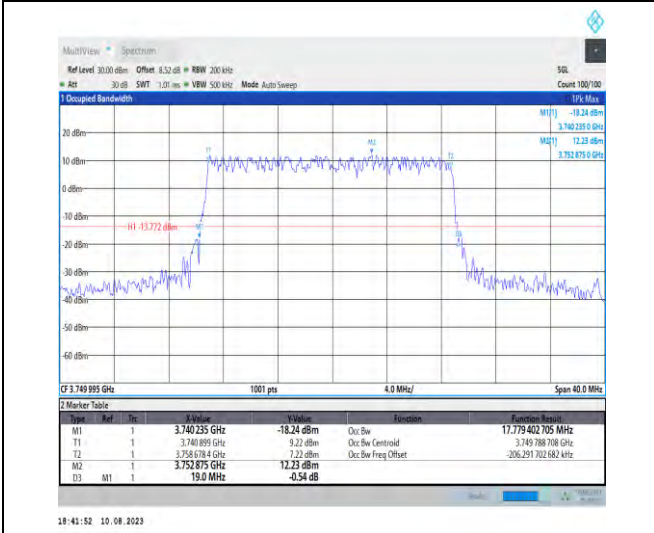 MultiView Spectrum
Ref Level 30.00 dBm Offset 8.52 dB RBW 200 kHz SGL
Att 30 dB SWT 1.01 ms VBW 500 kHz Mode Auto Sweep Count 100/100
1 Occupied Bandwidth 1Pk Max
M1[1] -18.24 dBm
3.740 235 0 GHz
M2[1] 12.23 dBm
3.752 875 0 GHz
20 dBm
T1 M2 T2
10 dBm
0 dBm
-10 dBm
H1 -13.772 dBm M1
-20 dBm D3
-30 dBm
-40 dBm
-50 dBm
-60 dBm
CF 3.749 995 GHz 1001 pts 4.0 MHz/ Span 40.0 MHz
2 Marker Table
Type Ref Trc X-Value Y-Value Function Function Result
M1 1 3.740 235 GHz -18.24 dBm Occ Bw 17.779 402 705 MHz
T1 1 3.740 899 GHz 9.22 dBm Occ Bw Centroid 3.749 788 708 GHz
T2 1 3.758 678 4 GHz 7.22 dBm Occ Bw Freq Offset -206.291 702 682 kHz
M2 1 3.752 875 GHz 12.23 dBm
D3 M1 1 19.0 MHz -0.54 dB
18:41:52 10.08.2023